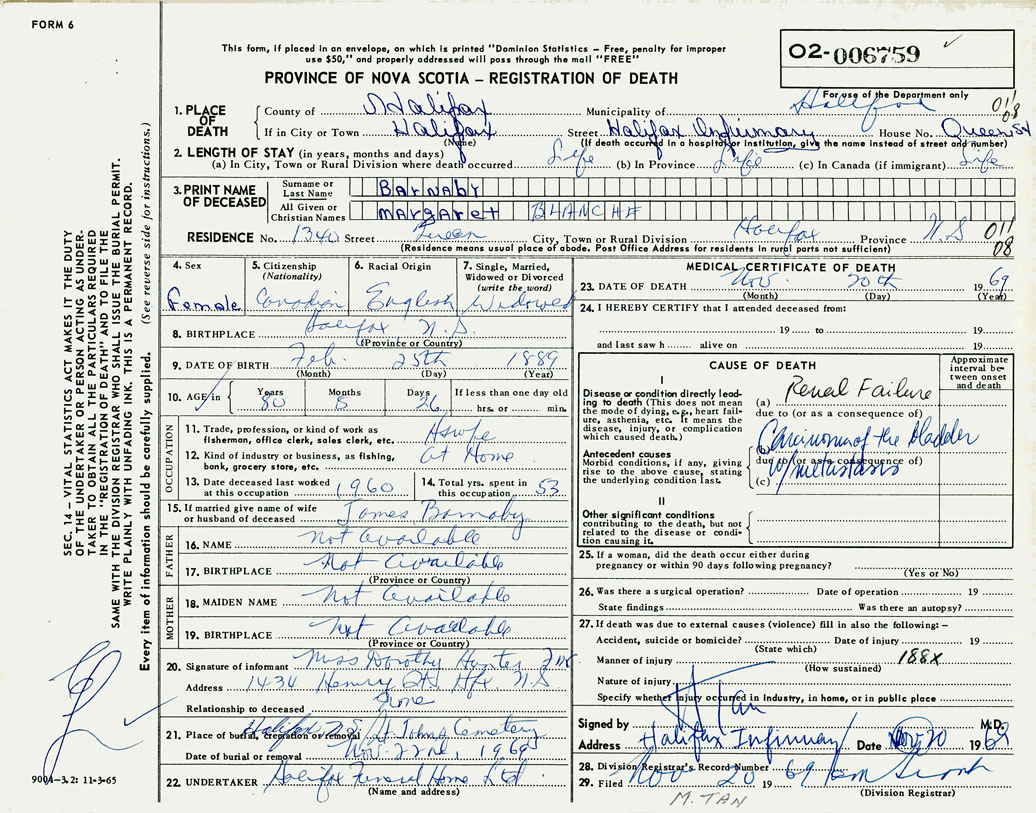 FORM 6
This form, if placed in an envelope, on which is printed "Dominion Statistics – Free, penalty for improper
use $50," and properly addressed will pass through the mail "FREE"
PROVINCE OF NOVA SCOTIA – REGISTRATION OF DEATH
02-006759
For use of the Department only
1. PLACE OF DEATH
County of Halifax Municipality of Halifax 011 08
If in City or Town Halifax Street Halifax Infirmary House No. Queen St
(Name) (If death occurred in a hospital or institution, give the name instead of street and number)
2. LENGTH OF STAY (in years, months and days)
(a) In City, Town or Rural Division where death occurred Life (b) In Province Life (c) In Canada (if immigrant) Life
3. PRINT NAME OF DECEASED
Surname or Last Name BARNABY
All Given or Christian Names MARGARET BLANCHE
RESIDENCE No. 1340 Street Queen City, Town or Rural Division Halifax Province N.S 011 08
(Residence means usual place of abode. Post Office Address for residents in rural parts not sufficient)
4. Sex Female
5. Citizenship (Nationality) Canadian
6. Racial Origin English
7. Single, Married, Widowed or Divorced (write the word) Widowed
8. BIRTHPLACE Halifax N.S.
(Province or Country)
9. DATE OF BIRTH Feb. 25th 1889
(Month) (Day) (Year)
10. AGE in Years 80 Months 8 Days 26 If less than one day old hrs. or min.
OCCUPATION
11. Trade, profession, or kind of work as fisherman, office clerk, sales clerk, etc. Hswfe
12. Kind of industry or business, as fishing, bank, grocery store, etc. at Home
13. Date deceased last worked at this occupation 1960
14. Total yrs. spent in this occupation 53
15. If married give name of wife or husband of deceased James Barnaby
FATHER
16. NAME Not available
17. BIRTHPLACE Not Available
(Province or Country)
MOTHER
18. MAIDEN NAME Not Available
19. BIRTHPLACE Not Available
(Province or Country)
20. Signature of informant Miss Dorothy Hunter
Address 1434 Henry St. Hfx. N.S
Relationship to deceased None
21. Place of burial, cremation or removal Halifax N.S. St Johns Cemetery
Date of burial or removal Nov. 22nd, 1969
22. UNDERTAKER Halifax Funeral Home Ltd
(Name and address)
MEDICAL CERTIFICATE OF DEATH
23. DATE OF DEATH Nov. 20th 1969
(Month) (Day) (Year)
24. I HEREBY CERTIFY that I attended deceased from:
19 to 19
and last saw h alive on 19
CAUSE OF DEATH
Approximate interval between onset and death
I
Disease or condition directly leading to death (This does not mean the mode of dying, e.g., heart failure, asthenia, etc. It means the disease, injury, or complication which caused death.)
(a) Renal Failure
due to (or as a consequence of)
Antecedent causes
Morbid conditions, if any, giving rise to the above cause, stating the underlying condition last.
(b) Carcinoma of the bladder
due to (or as a consequence of)
(c) w/metastasis
II
Other significant conditions
contributing to the death, but not related to the disease or condition causing it.
25. If a woman, did the death occur either during pregnancy or within 90 days following pregnancy?
(Yes or No)
26. Was there a surgical operation? Date of operation 19
State findings Was there an autopsy?
27. If death was due to external causes (violence) fill in also the following: –
Accident, suicide or homicide? Date of injury 19
(State which)
Manner of injury 188X
(How sustained)
Nature of injury
Specify whether injury occurred in industry, in home, or in public place
Signed by M Tan M.D.
Address Halifax Infirmary Date Nov 20 1969
28. Division Registrar's Record Number
29. Filed Nov 20 1969
(Division Registrar)
M. TAN
SEC. 14 – VITAL STATISTICS ACT MAKES IT THE DUTY
OF THE UNDERTAKER OR PERSON ACTING AS UNDER-
TAKER TO OBTAIN ALL THE PARTICULARS REQUIRED
IN THE "REGISTRATION OF DEATH" AND TO FILE THE
SAME WITH THE DIVISION REGISTRAR WHO SHALL ISSUE THE BURIAL PERMIT.
WRITE PLAINLY WITH UNFADING INK. THIS IS A PERMANENT RECORD.
Every item of information should be carefully supplied. (See reverse side for instructions.)
9004-3.2: 11-3-65